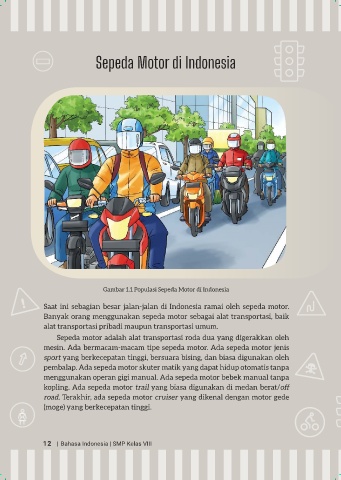 Sepeda Motor di Indonesia
Gambar 1.1 Populasi Sepeda Motor di Indonesia
Saat ini sebagian besar jalan-jalan di Indonesia ramai oleh sepeda motor.
Banyak orang menggunakan sepeda motor sebagai alat transportasi, baik
alat transportasi pribadi maupun transportasi umum.
Sepeda motor adalah alat transportasi roda dua yang digerakkan oleh
mesin. Ada bermacam-macam tipe sepeda motor. Ada sepeda motor jenis
sport yang berkecepatan tinggi, bersuara bising, dan biasa digunakan oleh
pembalap. Ada sepeda motor skuter matik yang dapat hidup otomatis tanpa
menggunakan operan gigi manual. Ada sepeda motor bebek manual tanpa
kopling. Ada sepeda motor trail yang biasa digunakan di medan berat/off
road. Terakhir, ada sepeda motor cruiser yang dikenal dengan motor gede
(moge) yang berkecepatan tinggi.
12 | Bahasa Indonesia | SMP Kelas VIII